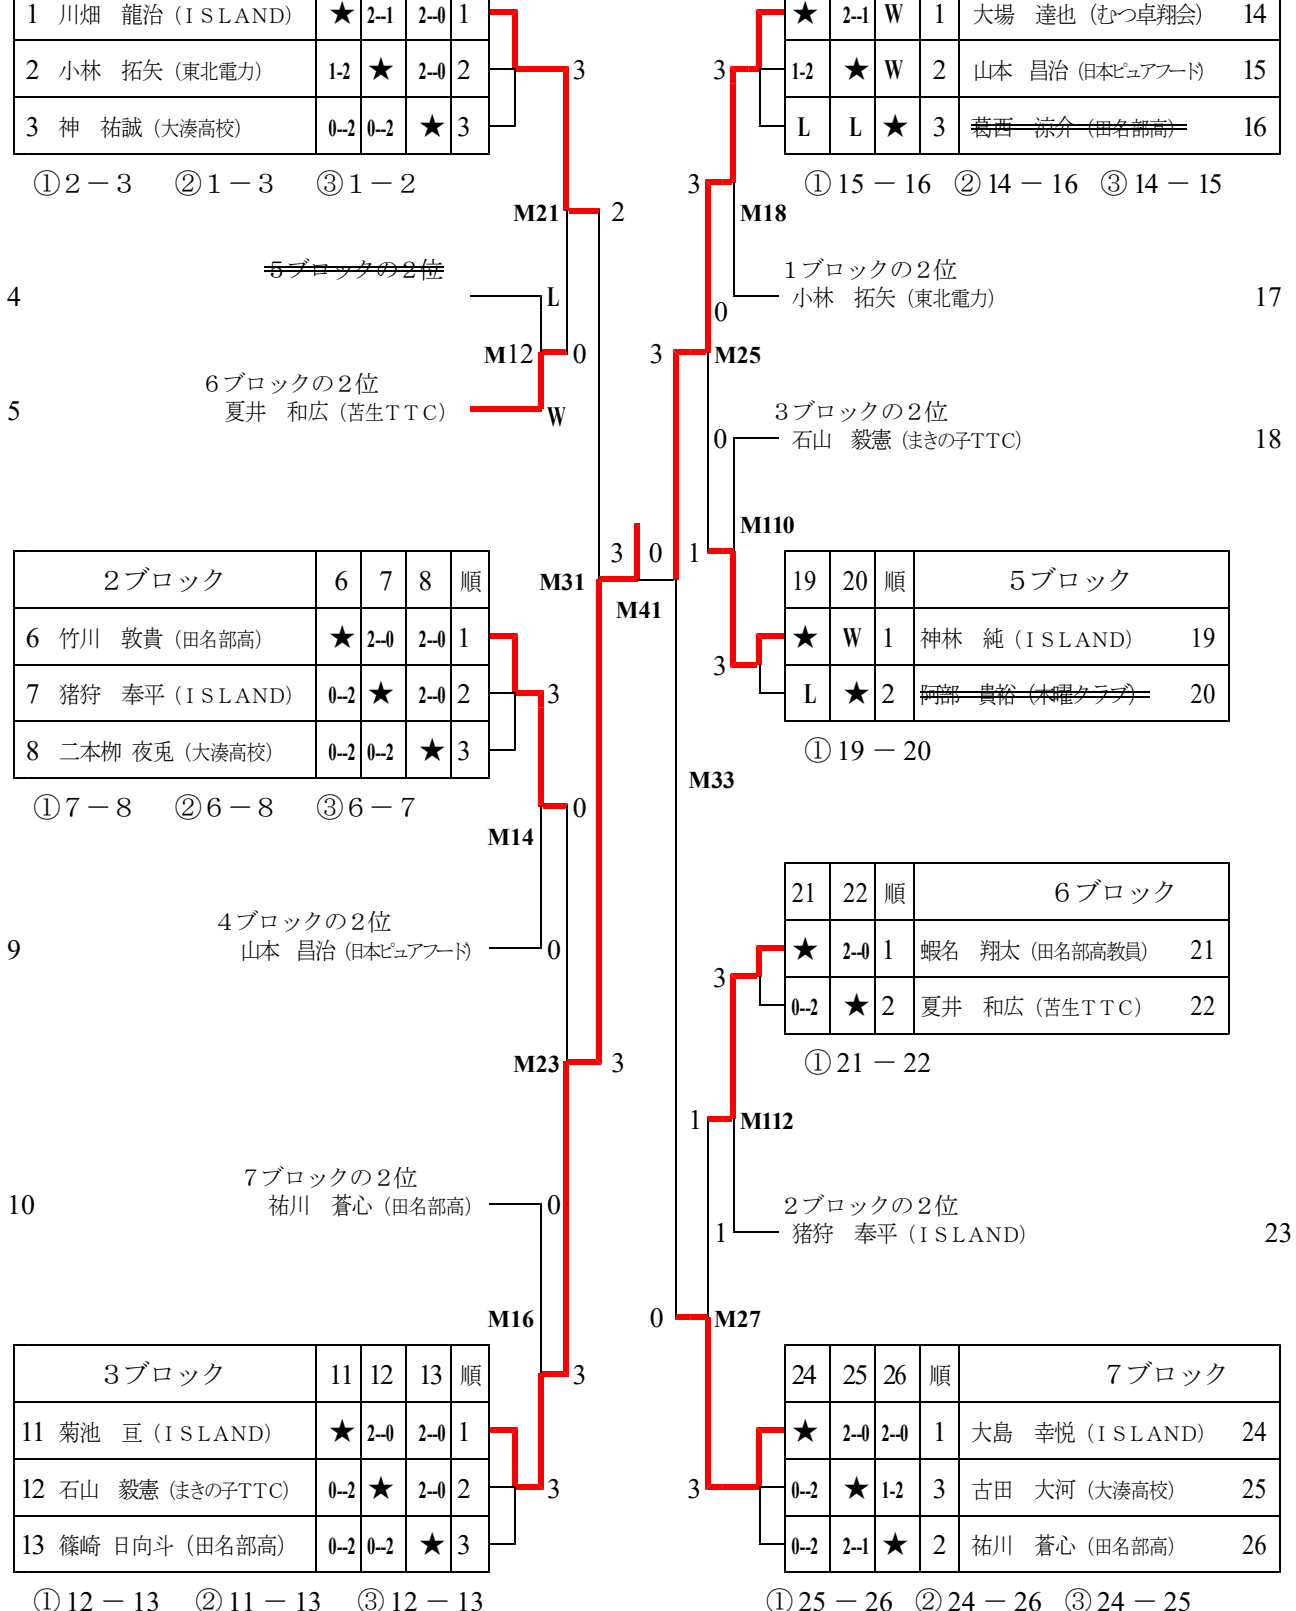 1 川畑 龍治（ＩＳＬＡＮＤ） ★ 2--1 2--0 1
2 小林 拓矢（東北電力） 1-2 ★ 2--0 2
3 神 祐誠（大湊高校） 0--2 0--2 ★ 3
①２－３ ②１－３ ③１－２
3
M21
2
5ブロックの２位
4
L
M12
0
６ブロックの２位
5 夏井 和広（苫生ＴＴＣ）
W
3
0
M31
M41
２ブロック 6 7 8 順
6 竹川 敦貴（田名部高） ★ 2--0 2--0 1
7 猪狩 奉平（ＩＳＬＡＮＤ） 0--2 ★ 2--0 2
8 二本栁 夜兎（大湊高校） 0--2 0--2 ★ 3
①７－８ ②６－８ ③６－７
3
0
M14
４ブロックの２位
9 山本 昌治（日本ピュアフード）
0
M23
3
７ブロックの２位
10 祐川 蒼心（田名部高）
0
M16
3
３ブロック 11 12 13 順
11 菊池 亘（ＩＳＬＡＮＤ） ★ 2--0 2--0 1
12 石山 毅憲（まきの子TTC） 0--2 ★ 2--0 2
13 篠崎 日向斗（田名部高） 0--2 0--2 ★ 3
3
①12 － 13 ②11 － 13 ③12 － 13
★ 2--1 W 1 大場 達也（むつ卓翔会） 14
1-2 ★ W 2 山本 昌治（日本ピュアフード） 15
L L ★ 3 葛西 涼介（田名部高） 16
3
①15 － 16 ②14 － 16 ③14 － 15
3
M18
１ブロックの２位
小林 拓矢（東北電力） 17
0
3
M25
３ブロックの２位
石山 毅憲（まきの子TTC） 18
0
M110
1
19 20 順 ５ブロック
★ W 1 神林 純（ＩＳＬＡＮＤ） 19
L ★ 2 阿部 貴裕（木曜クラブ） 20
3
①19 － 20
M33
21 22 順 ６ブロック
★ 2--0 1 蝦名 翔太（田名部高教員） 21
0--2 ★ 2 夏井 和広（苫生ＴＴＣ） 22
3
①21 － 22
1
M112
２ブロックの２位
猪狩 奉平（ＩＳＬＡＮＤ） 23
1
0
M27
24 25 26 順 ７ブロック
★ 2--0 2--0 1 大島 幸悦（ＩＳＬＡＮＤ） 24
0--2 ★ 1-2 3 古田 大河（大湊高校） 25
0--2 2--1 ★ 2 祐川 蒼心（田名部高） 26
3
①25 － 26 ②24 － 26 ③24 － 25